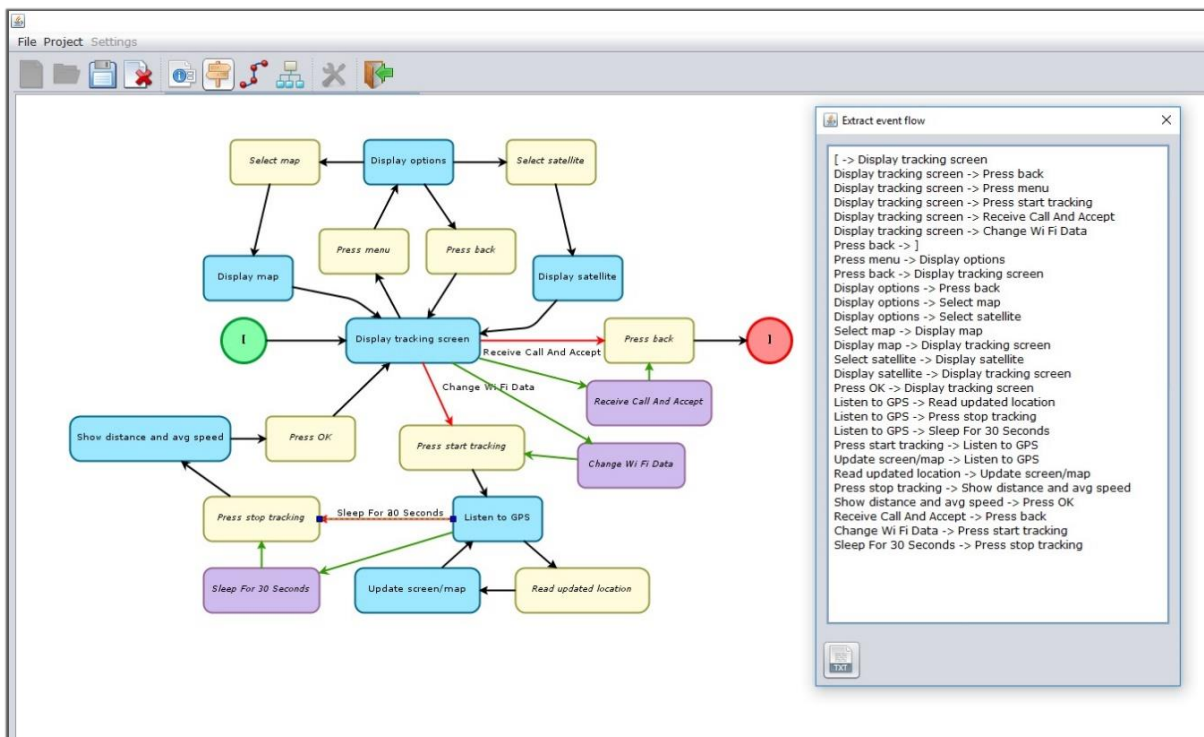 File Project Settings
Extract event flow
Select map
Display options
Select satellite
Press menu
Press back
Display map
Display satellite
[
Display tracking screen
Press back
]
Receive Call And Accept
Change Wi Fi Data
Receive Call And Accept
Show distance and avg speed
Press OK
Press start tracking
Change Wi Fi Data
Press stop tracking
Sleep For 30 Seconds
Listen to GPS
Sleep For 30 Seconds
Update screen/map
Read updated location
[ -> Display tracking screen
Display tracking screen -> Press back
Display tracking screen -> Press menu
Display tracking screen -> Press start tracking
Display tracking screen -> Receive Call And Accept
Display tracking screen -> Change Wi Fi Data
Press back -> ]
Press menu -> Display options
Press back -> Display tracking screen
Display options -> Press back
Display options -> Select map
Display options -> Select satellite
Select map -> Display map
Display map -> Display tracking screen
Select satellite -> Display satellite
Display satellite -> Display tracking screen
Press OK -> Display tracking screen
Listen to GPS -> Read updated location
Listen to GPS -> Press stop tracking
Listen to GPS -> Sleep For 30 Seconds
Press start tracking -> Listen to GPS
Update screen/map -> Listen to GPS
Read updated location -> Update screen/map
Press stop tracking -> Show distance and avg speed
Show distance and avg speed -> Press OK
Receive Call And Accept -> Press back
Change Wi Fi Data -> Press start tracking
Sleep For 30 Seconds -> Press stop tracking
TXT